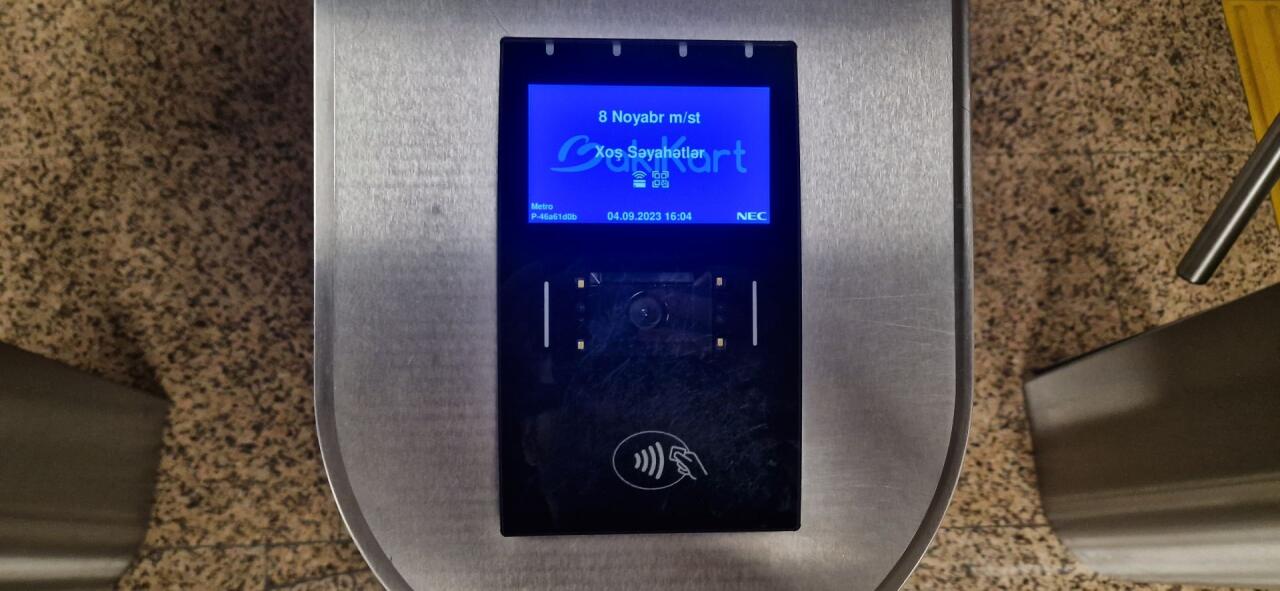 8 Noyabr m/st
BakıKart
Xoş Səyahətlər
Metro
P-46a61d0b
04.09.2023 16:04
NEC